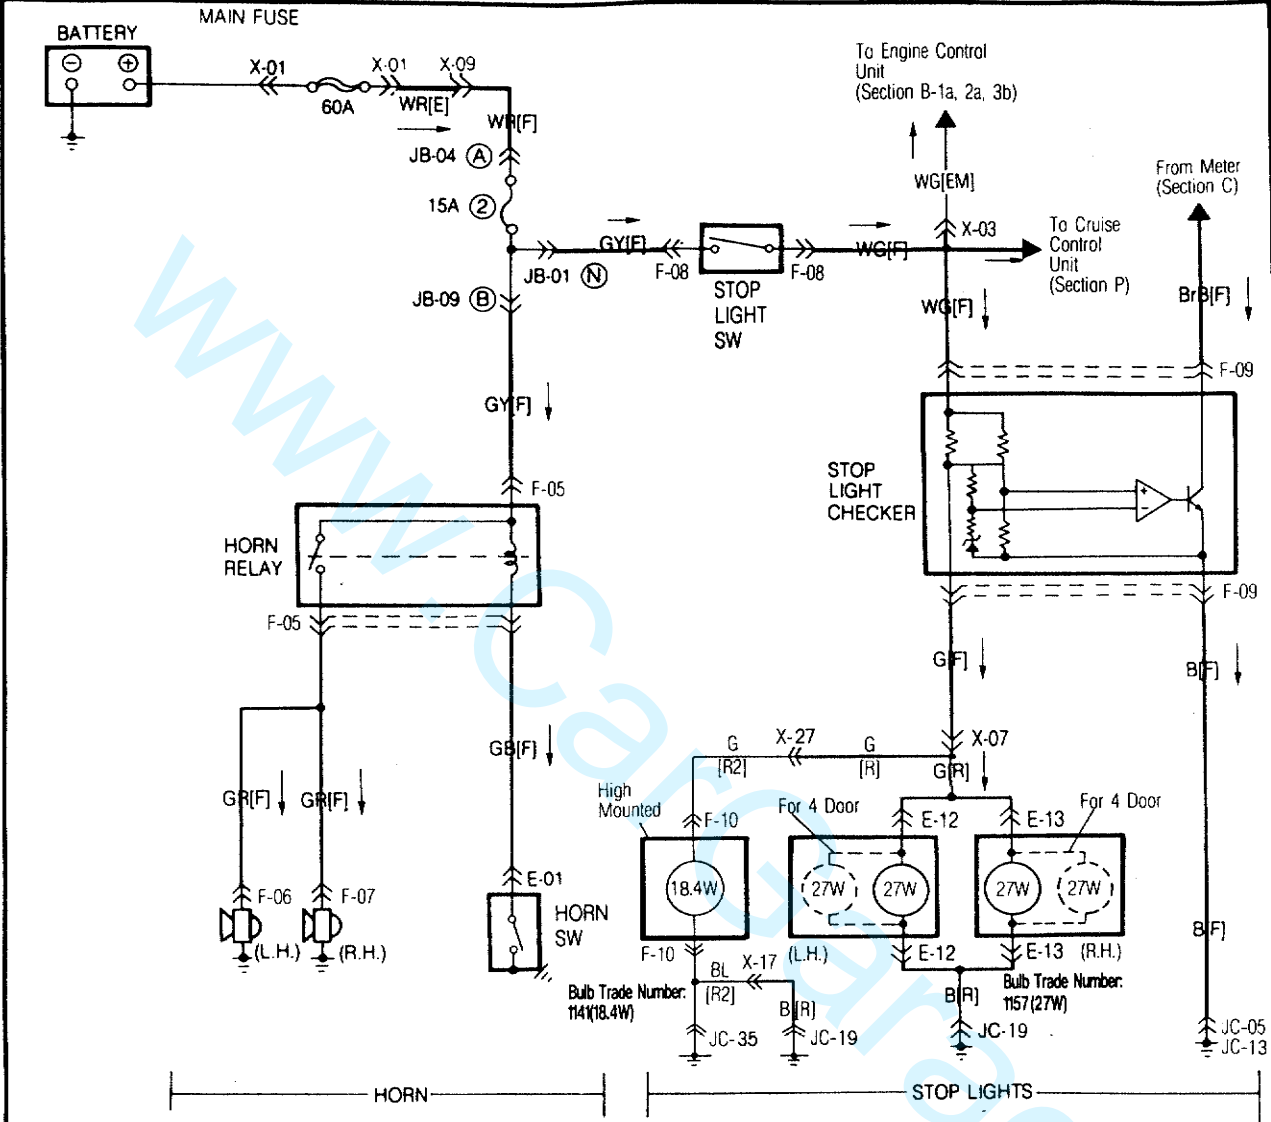 MAIN FUSE
BATTERY
X-01
60A
X-01
X-09
WR[E]
WR[F]
JB-04 A
15A 2
GY[F]
JB-01 N
JB-09 B
F-08
F-08
STOP
LIGHT
SW
WG[F]
To Engine Control
Unit
(Section B-1a, 2a, 3b)
WG[EM]
X-03
To Cruise
Control
Unit
(Section P)
From Meter
(Section C)
WG[F]
BrB[F]
F-09
GY[F]
F-05
HORN
RELAY
F-05
STOP
LIGHT
CHECKER
+
−
F-09
G[F]
B[F]
GR[F]
GR[F]
GB[F]
F-06
F-07
(L.H.)
(R.H.)
E-01
HORN
SW
X-07
G
[R2]
X-27
G
[R]
G[R]
High
Mounted
F-10
18.4W
F-10
For 4 Door
E-12
27W
27W
(L.H.)
E-12
E-13
For 4 Door
27W
27W
E-13
(R.H.)
Bulb Trade Number:
1141(18.4W)
BL
[R2]
X-17
B[R]
JC-35
JC-19
B[R]
JC-19
Bulb Trade Number:
1157(27W)
B[F]
JC-05
JC-13
HORN
STOP LIGHTS
www.CarGara